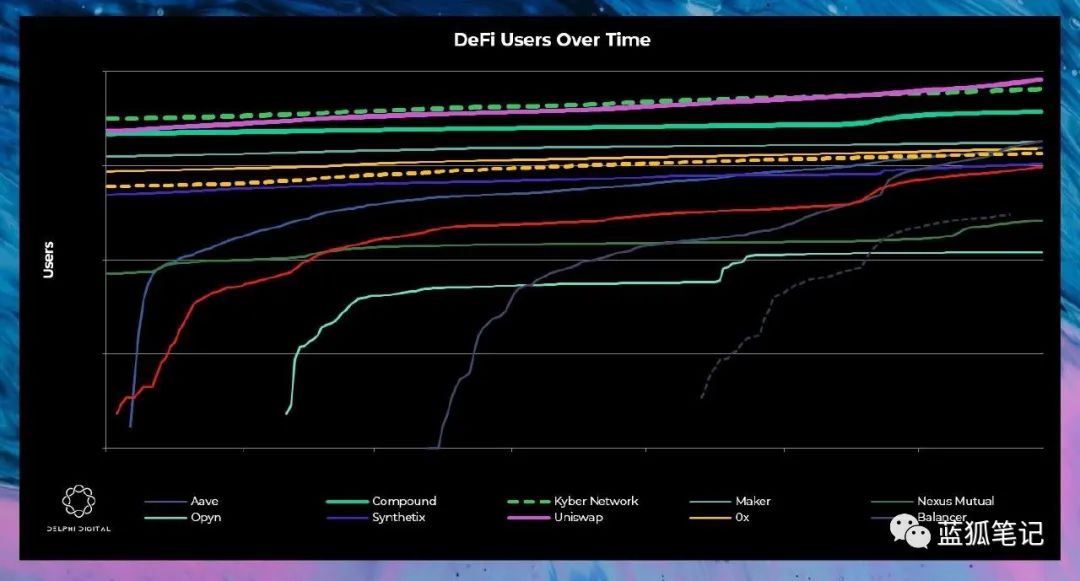 DeFi Users Over Time
Users
Aave Compound Kyber Network Maker Nexus Mutual
Opyn Synthetix Uniswap 0x Balancer
DELPHI DIGITAL
蓝狐笔记